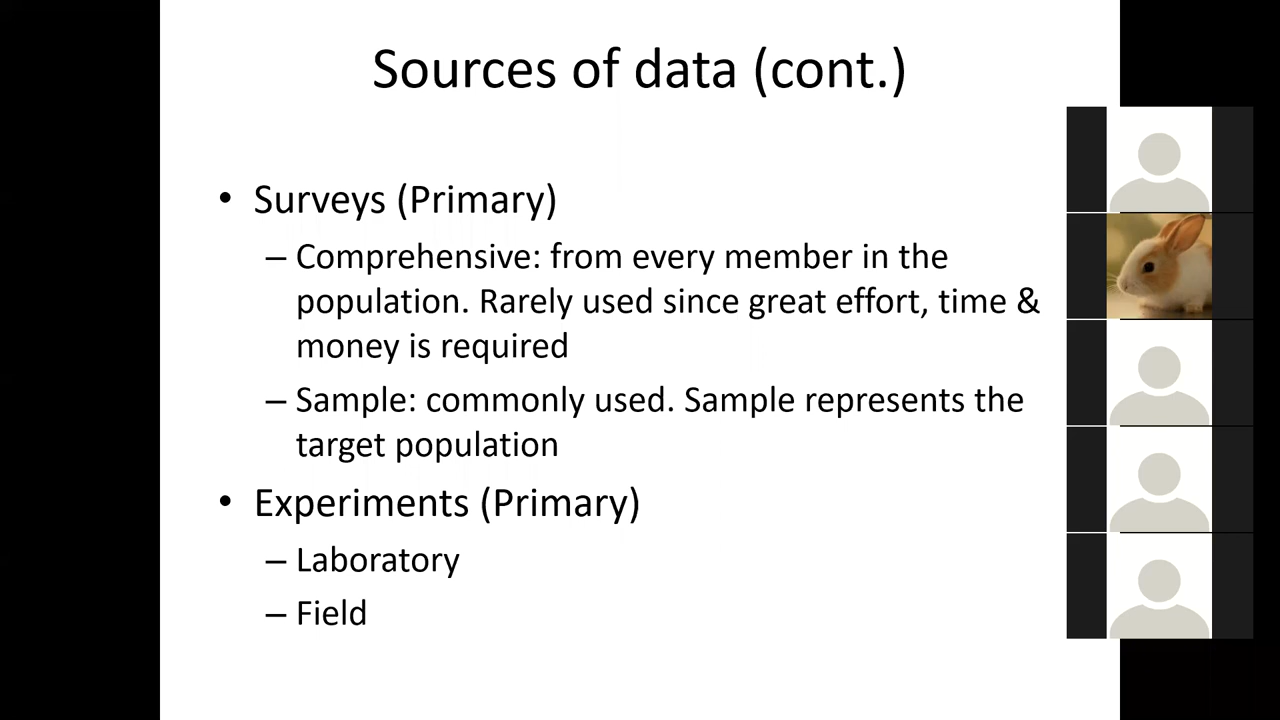 Sources of data (cont.)
• Surveys (Primary)
– Comprehensive: from every member in the
population. Rarely used since great effort, time &
money is required
– Sample: commonly used. Sample represents the
target population
• Experiments (Primary)
– Laboratory
– Field